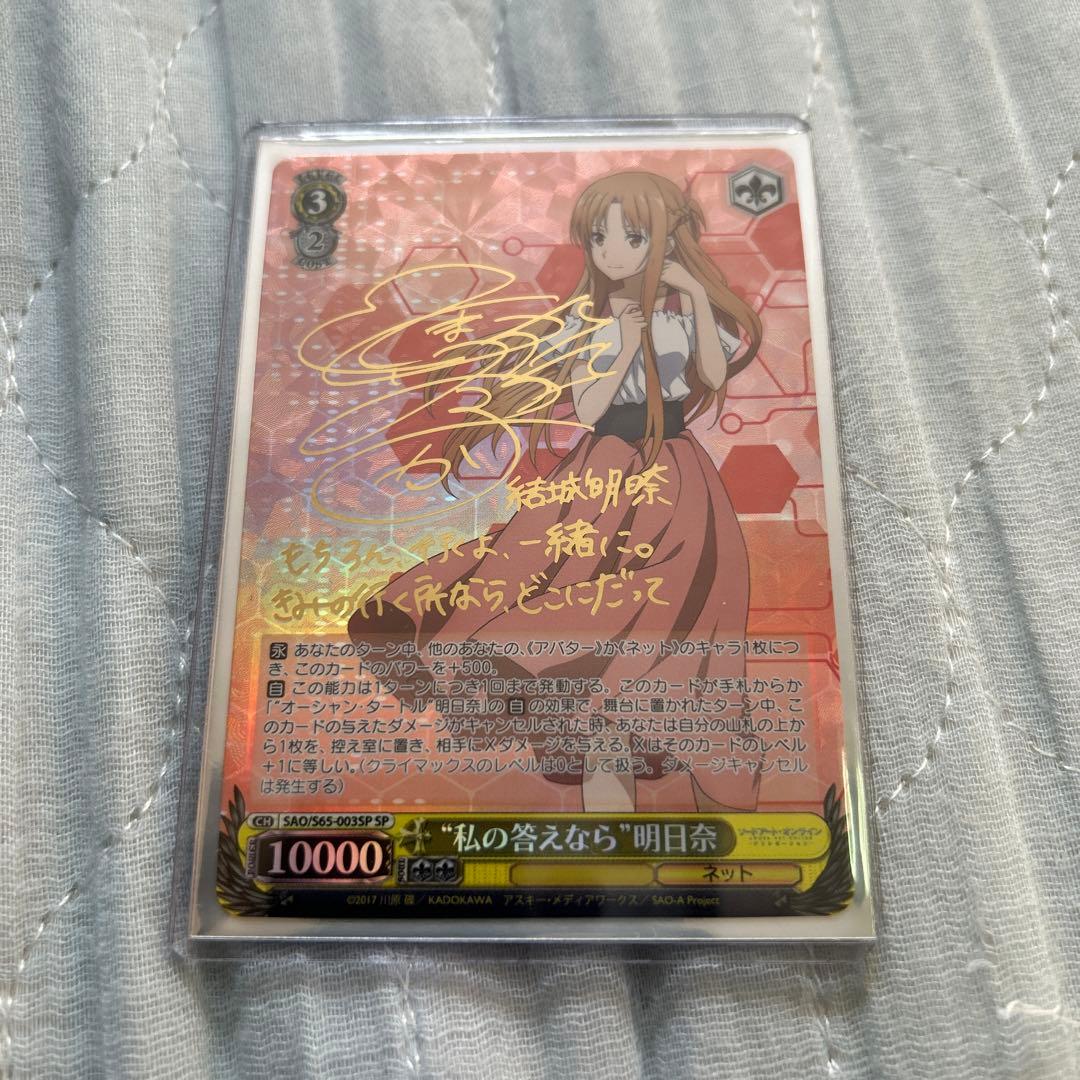 3
2
結城明日奈
もちろん、行くよ、一緒に。
きみの行く所なら、どこにだって
永 あなたのターン中、他のあなたの、《アバター》か《ネット》のキャラ1枚につ
き、このカードのパワーを+500。
自 この能力は1ターンにつき1回まで発動する。このカードが手札からか
「“オーシャン・タートル”明日奈」の 自 の効果で、舞台に置かれたターン中、こ
のカードの与えたダメージがキャンセルされた時、あなたは自分の山札の上か
ら1枚を、控え室に置き、相手にXダメージを与える。Xはそのカードのレベル
+1に等しい。(クライマックスのレベルは0として扱う。ダメージキャンセル
は発生する)
CH SAO/S65-003SP SP
“私の答えなら”明日奈
ソードアート・オンライン
POWER 10000 SOUL
ネット
©2017 川原 礫/KADOKAWA アスキー・メディアワークス/SAO-A Project